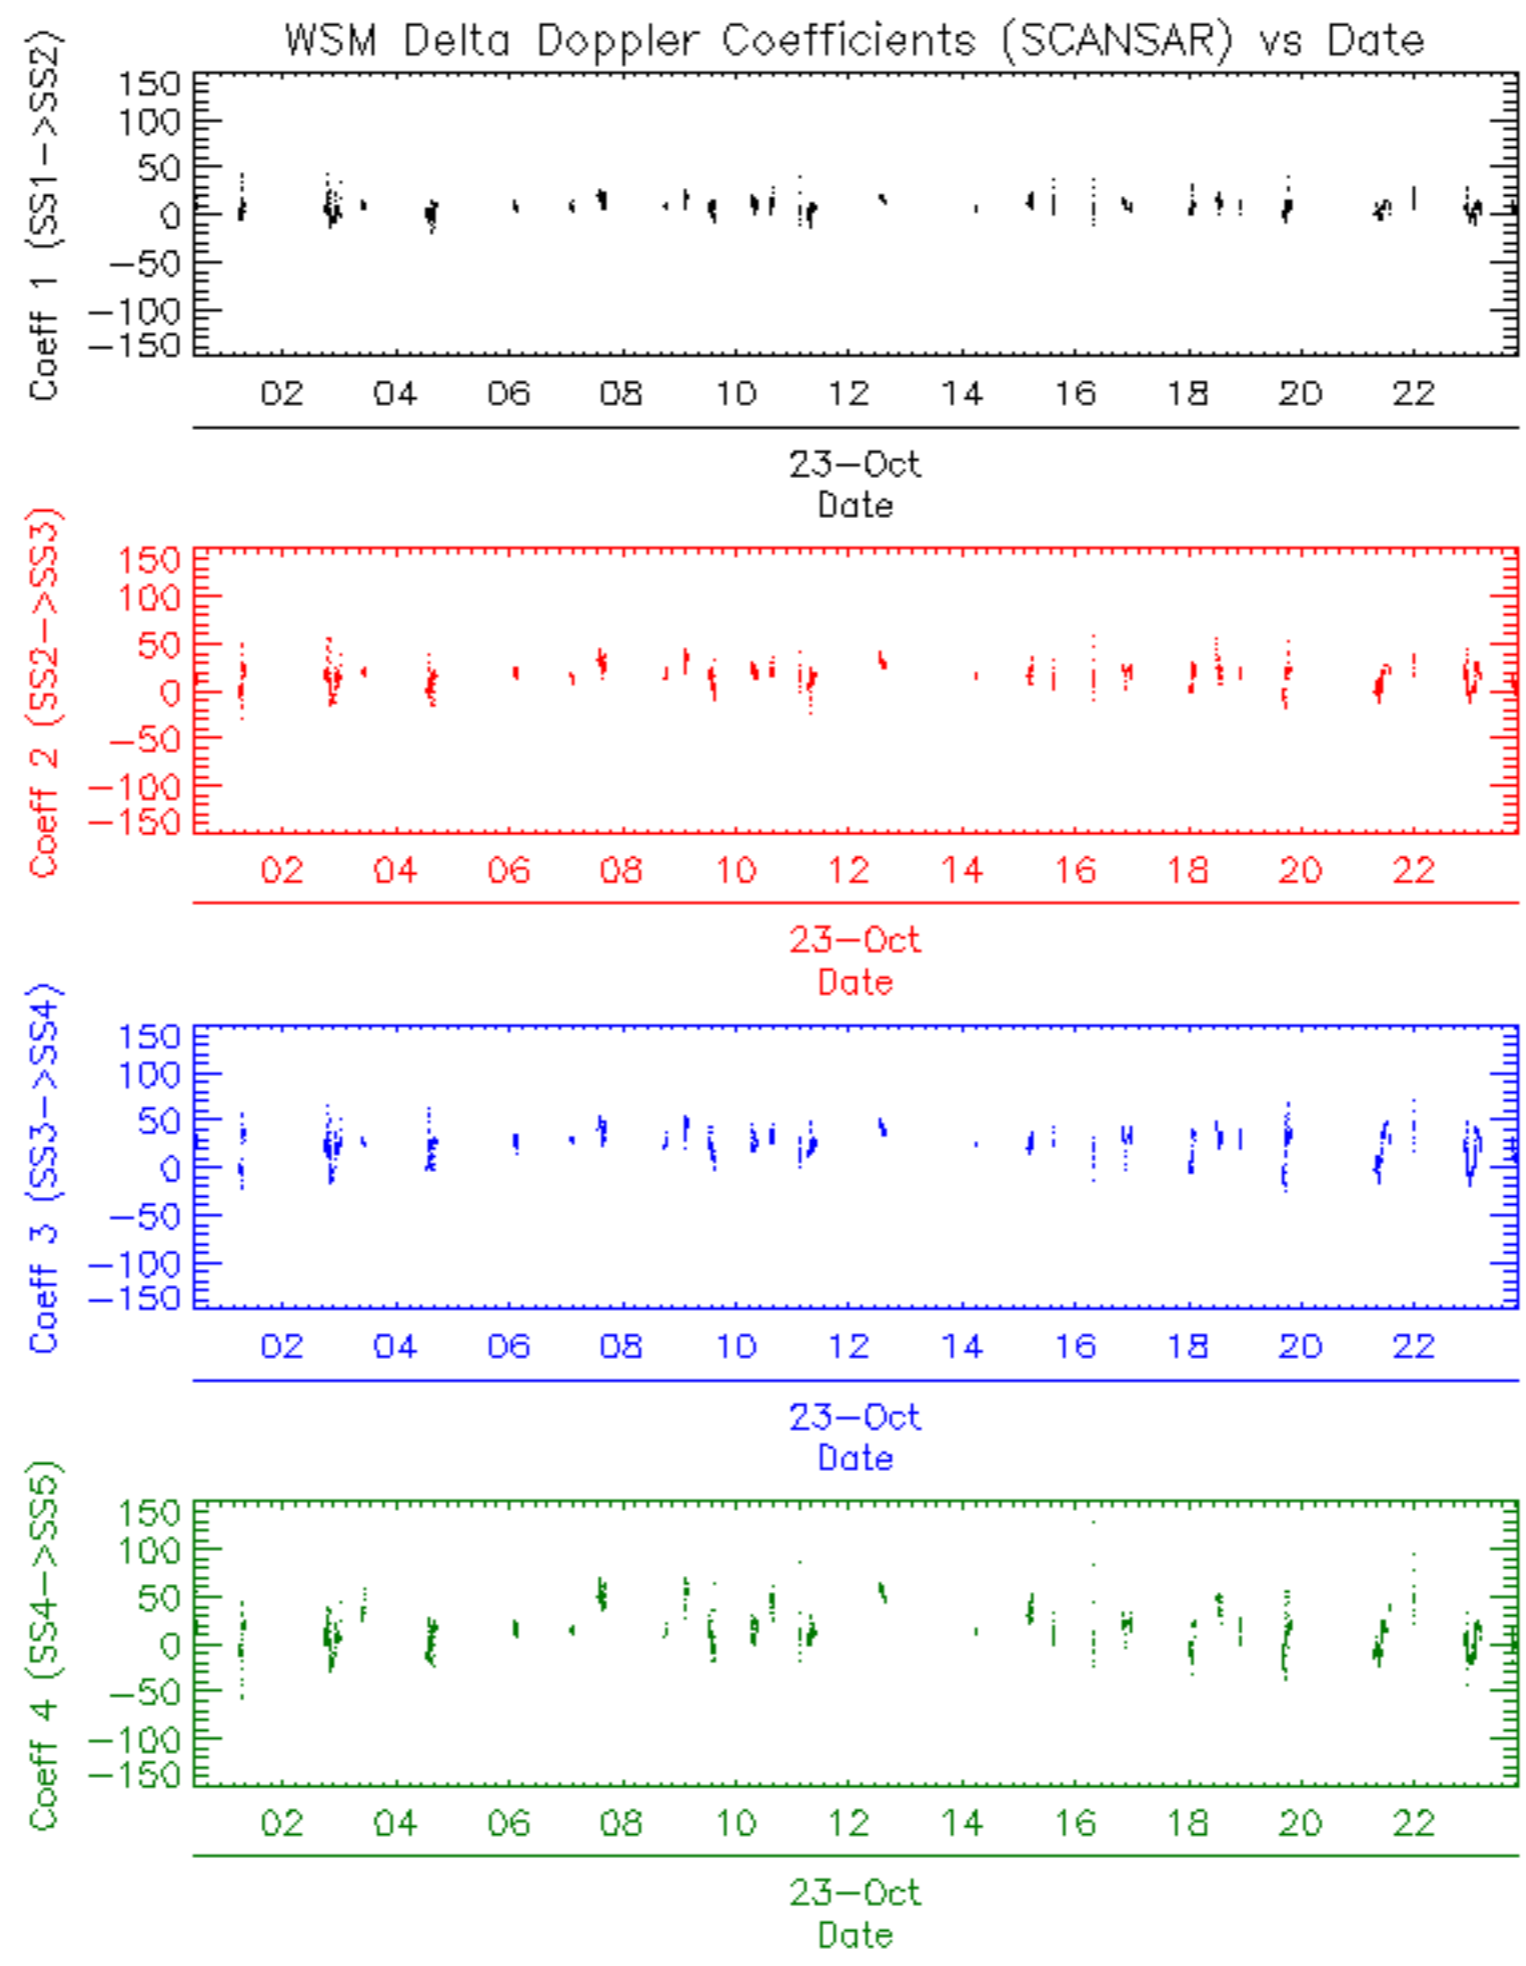 WSM Delta Doppler Coefficients (SCANSAR) vs Date
Coeff 1 (SS1->SS2)
150
100
50
0
-50
-100
-150
02 04 06 08 10 12 14 16 18 20 22
23-Oct
Date
Coeff 2 (SS2->SS3)
150
100
50
0
-50
-100
-150
02 04 06 08 10 12 14 16 18 20 22
23-Oct
Date
Coeff 3 (SS3->SS4)
150
100
50
0
-50
-100
-150
02 04 06 08 10 12 14 16 18 20 22
23-Oct
Date
Coeff 4 (SS4->SS5)
150
100
50
0
-50
-100
-150
02 04 06 08 10 12 14 16 18 20 22
23-Oct
Date